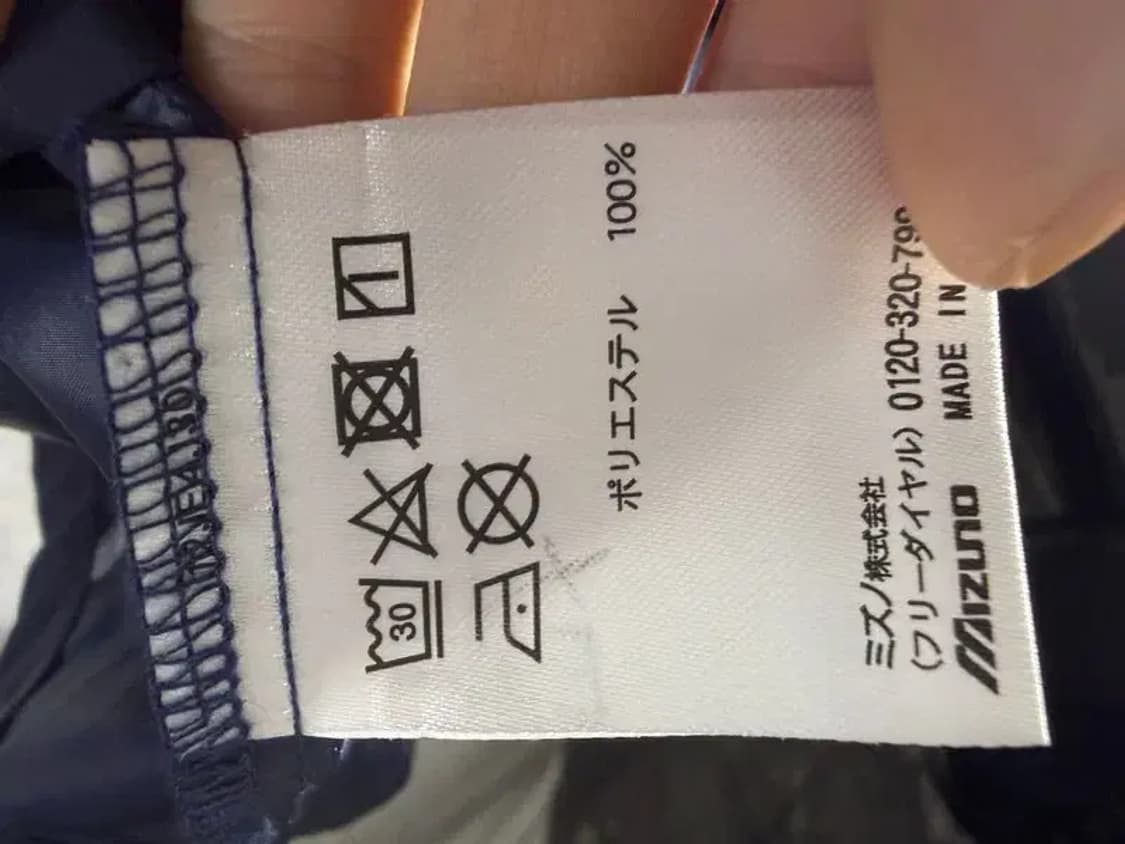 30
ポリエステル 100%
ミズノ株式会社
(フリーダイヤル) 0120-320-799
MADE IN
Mizuno